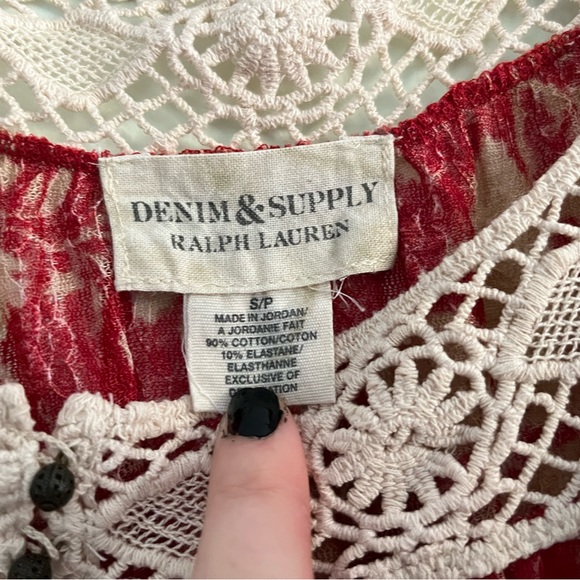 DENIM & SUPPLY
RALPH LAUREN
S/P
MADE IN JORDAN/
A JORDANIE FAIT
90% COTTON/COTON
10% ELASTANE/
ELASTHANNE
EXCLUSIVE OF